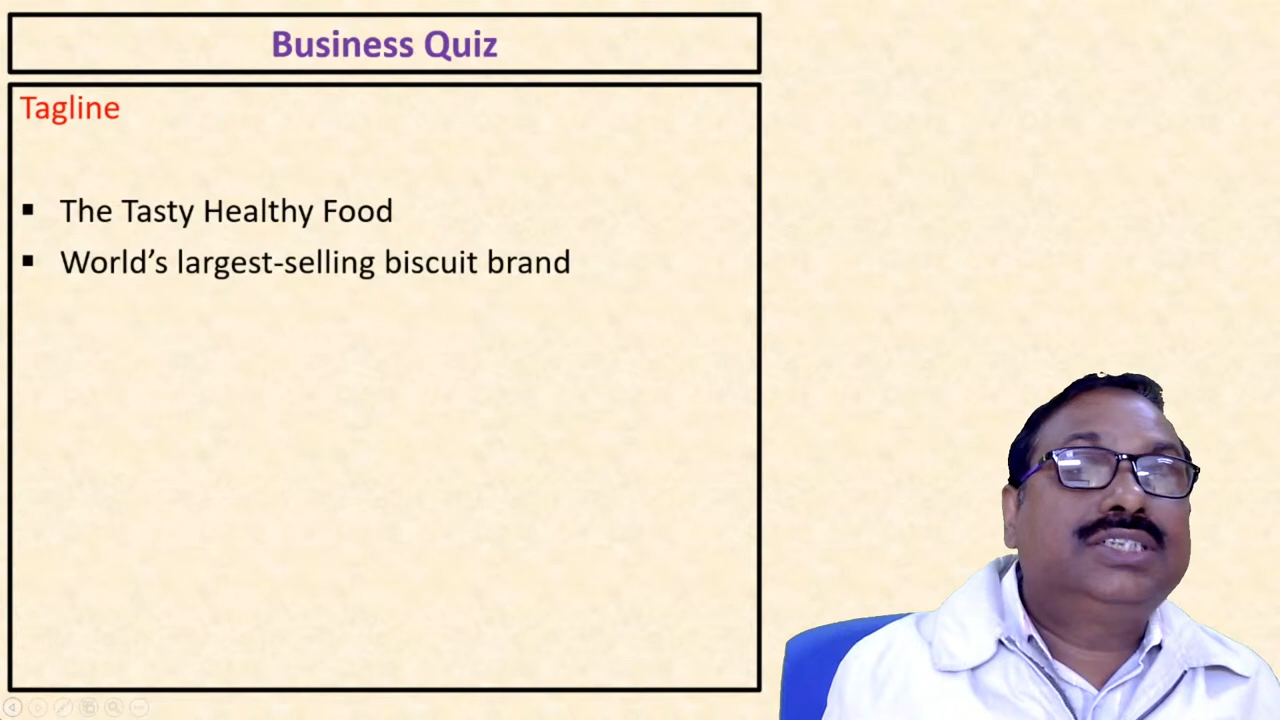 Business Quiz
Tagline
▪ The Tasty Healthy Food
▪ World’s largest-selling biscuit brand